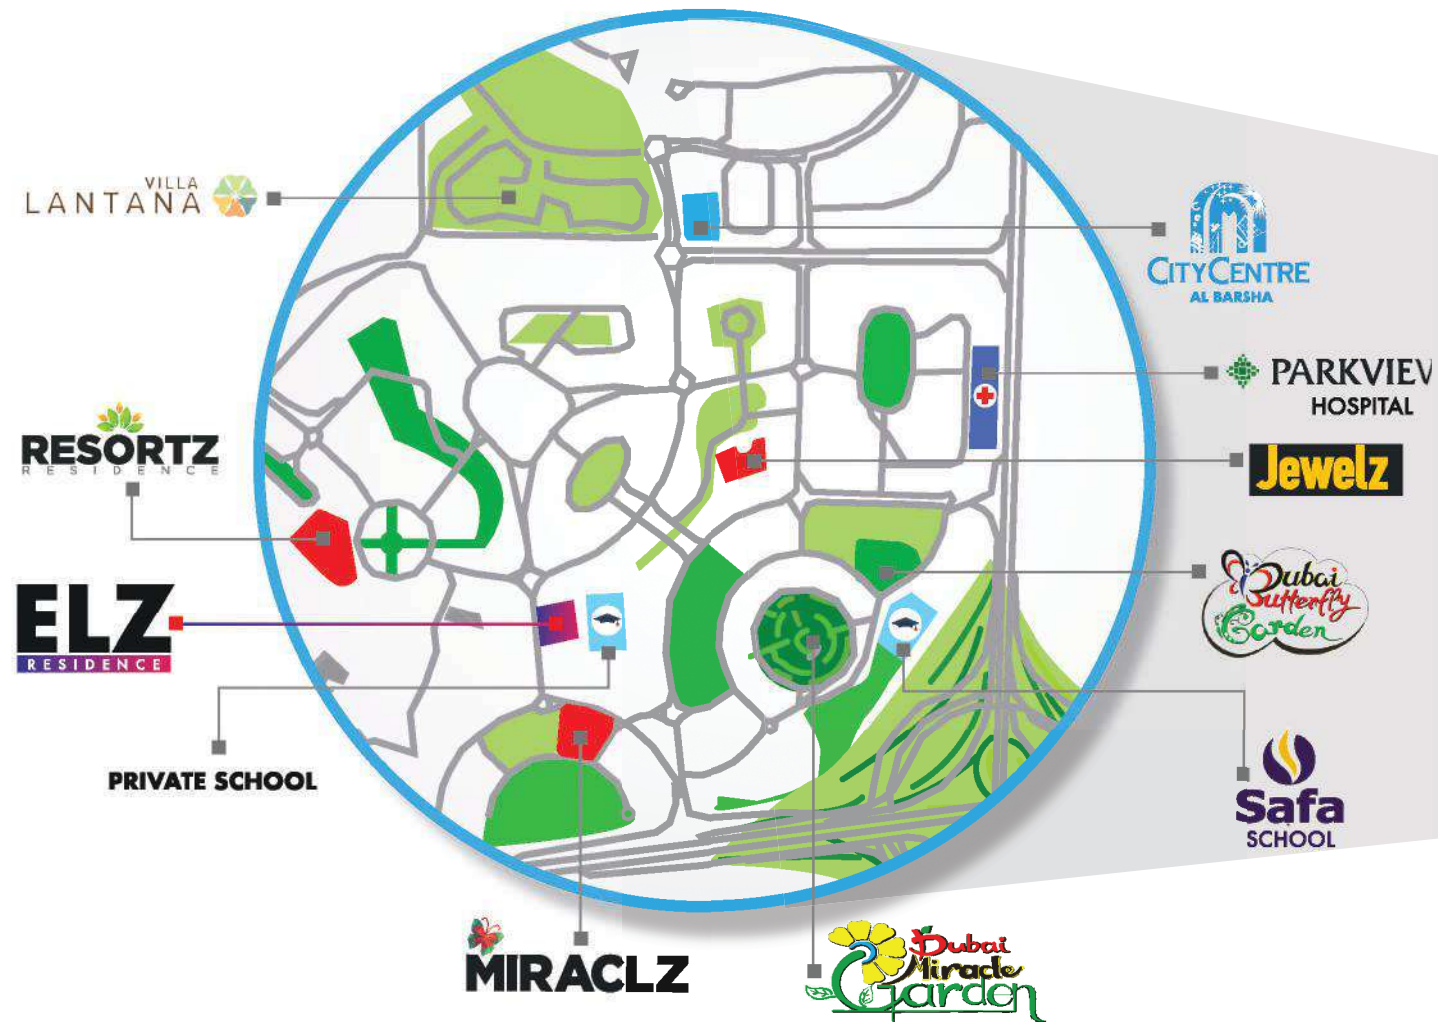 VILLA
LANTANA
CITY CENTRE
AL BARSHA
PARKVIEW
HOSPITAL
RESORTZ
RESIDENCE
Jewelz
ELZ
RESIDENCE
Dubai
Butterfly
Garden
PRIVATE SCHOOL
Safa
SCHOOL
MIRACLZ
Dubai
Miracle
Garden